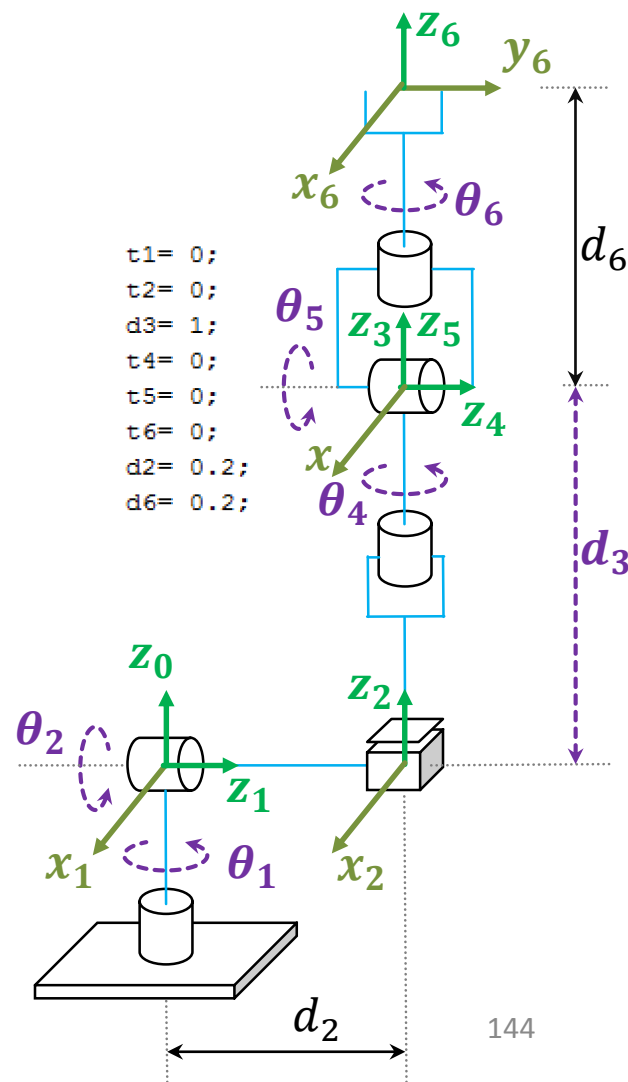 z₆
y₆
x₆
θ₆
d₆
t1= 0;
t2= 0;
d3= 1;
t4= 0;
t5= 0;
t6= 0;
d2= 0.2;
d6= 0.2;
θ₅
z₃ z₅
z₄
x
θ₄
d₃
z₀
z₂
θ₂
z₁
x₁
θ₁
x₂
d₂
144